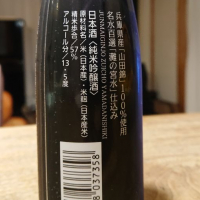 兵庫県産「山田錦」100%使用
名水百選「灘の宮水」仕込み
JUNMAIGINJO ZUICHO YAMADANISHIKI
日本酒〈純米吟醸酒〉
原材料名/米(日本産)・米麹(日本産米)
精米歩合/57%
アルコール分/13.5度